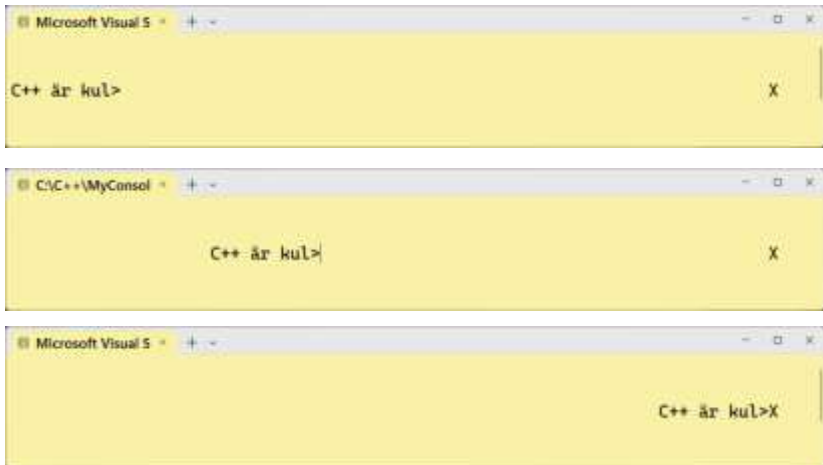 Microsoft Visual S
C++ är kul> X
C:\C++\MyConsol
C++ är kul> X
Microsoft Visual S
C++ är kul>X